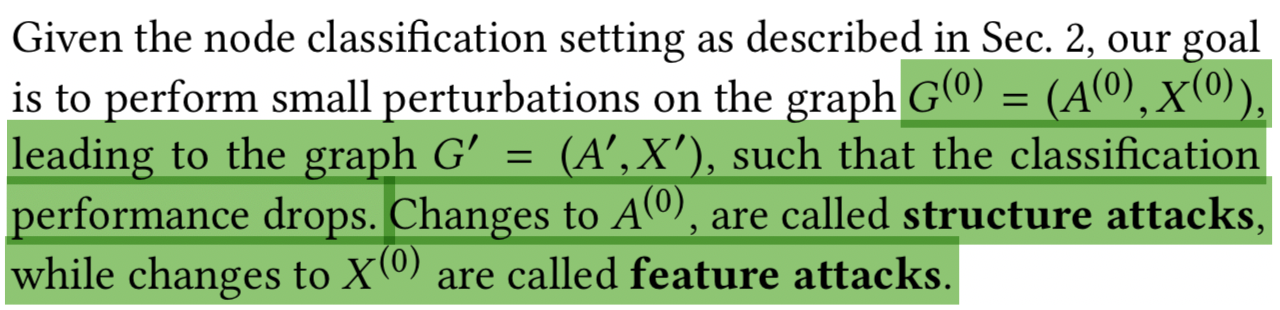 Given the node classification setting as described in Sec. 2, our goal
is to perform small perturbations on the graph G⁽⁰⁾ = (A⁽⁰⁾, X⁽⁰⁾),
leading to the graph G′ = (A′, X′), such that the classification
performance drops. Changes to A⁽⁰⁾, are called structure attacks,
while changes to X⁽⁰⁾ are called feature attacks.